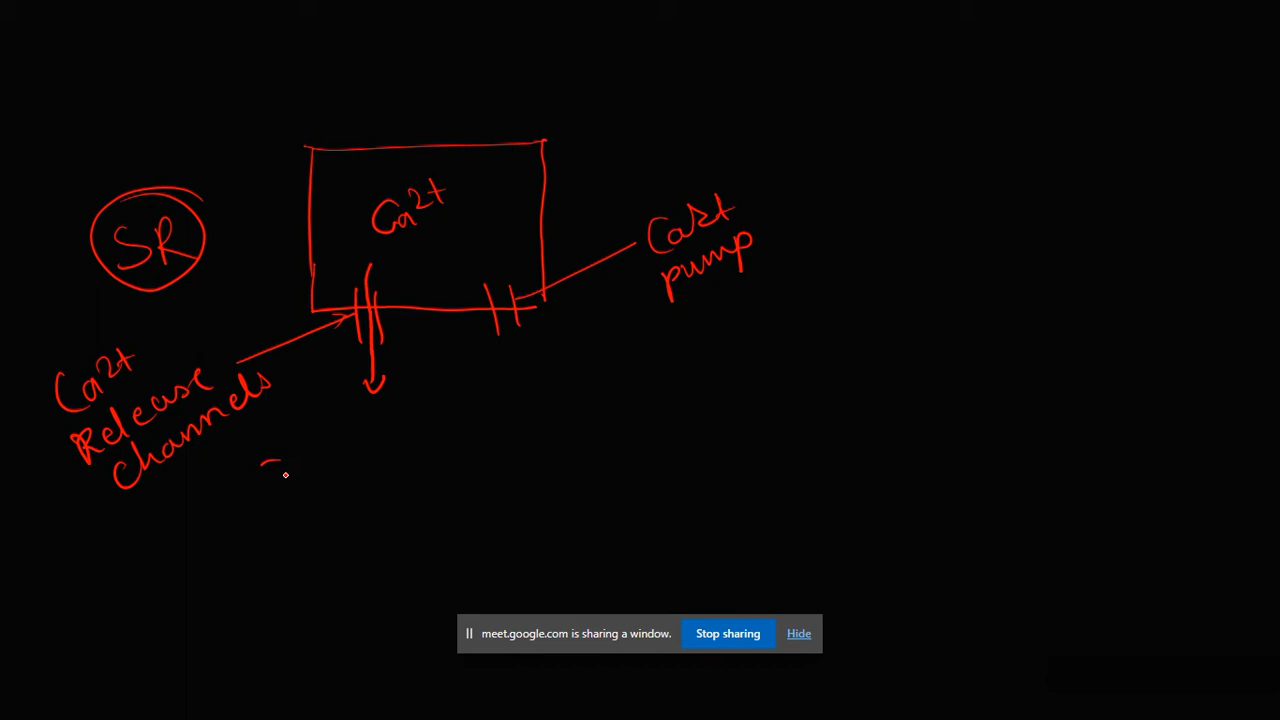 Ca2+
SR
Ca2+
pump
Ca2+
Release
channels
meet.google.com is sharing a window.
Stop sharing
Hide